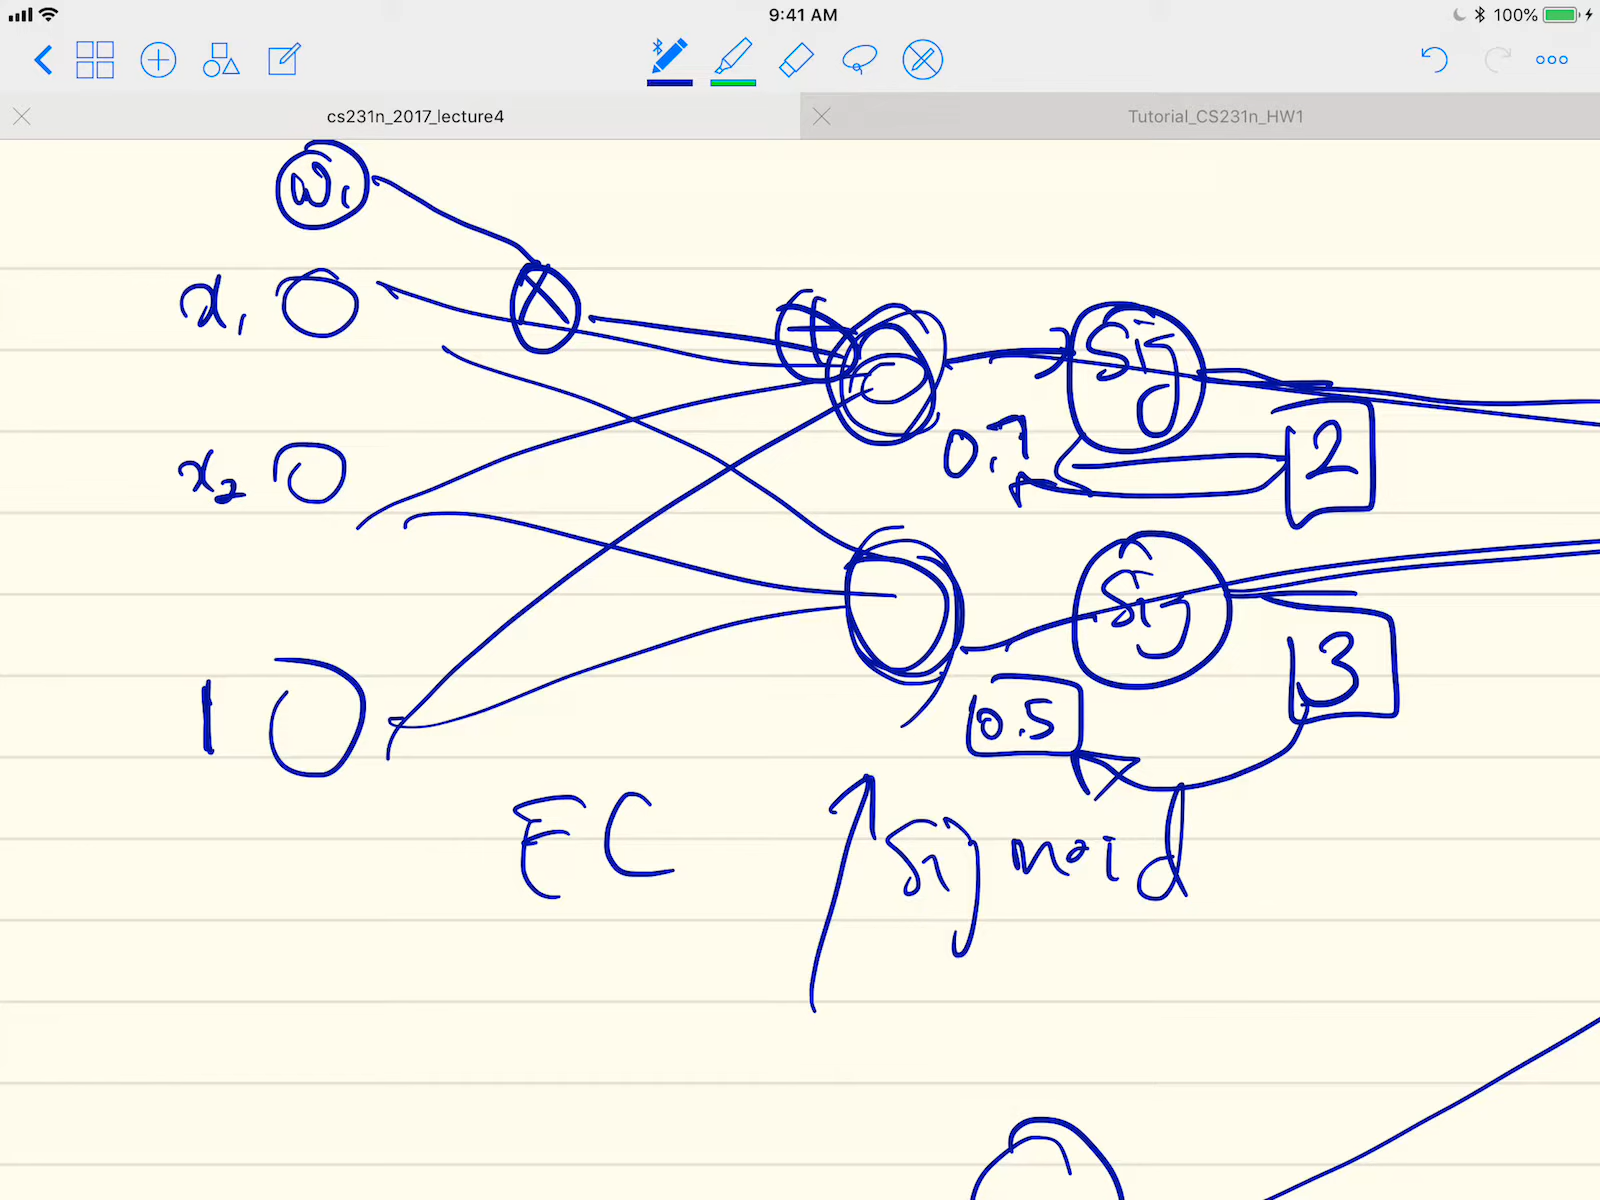 9:41 AM
100%
cs231n_2017_lecture4
Tutorial_CS231n_HW1
W₁
x₁
+
Sig
0.7
2
x₂
Sig
3
0.5
1
FC
Sigmoid